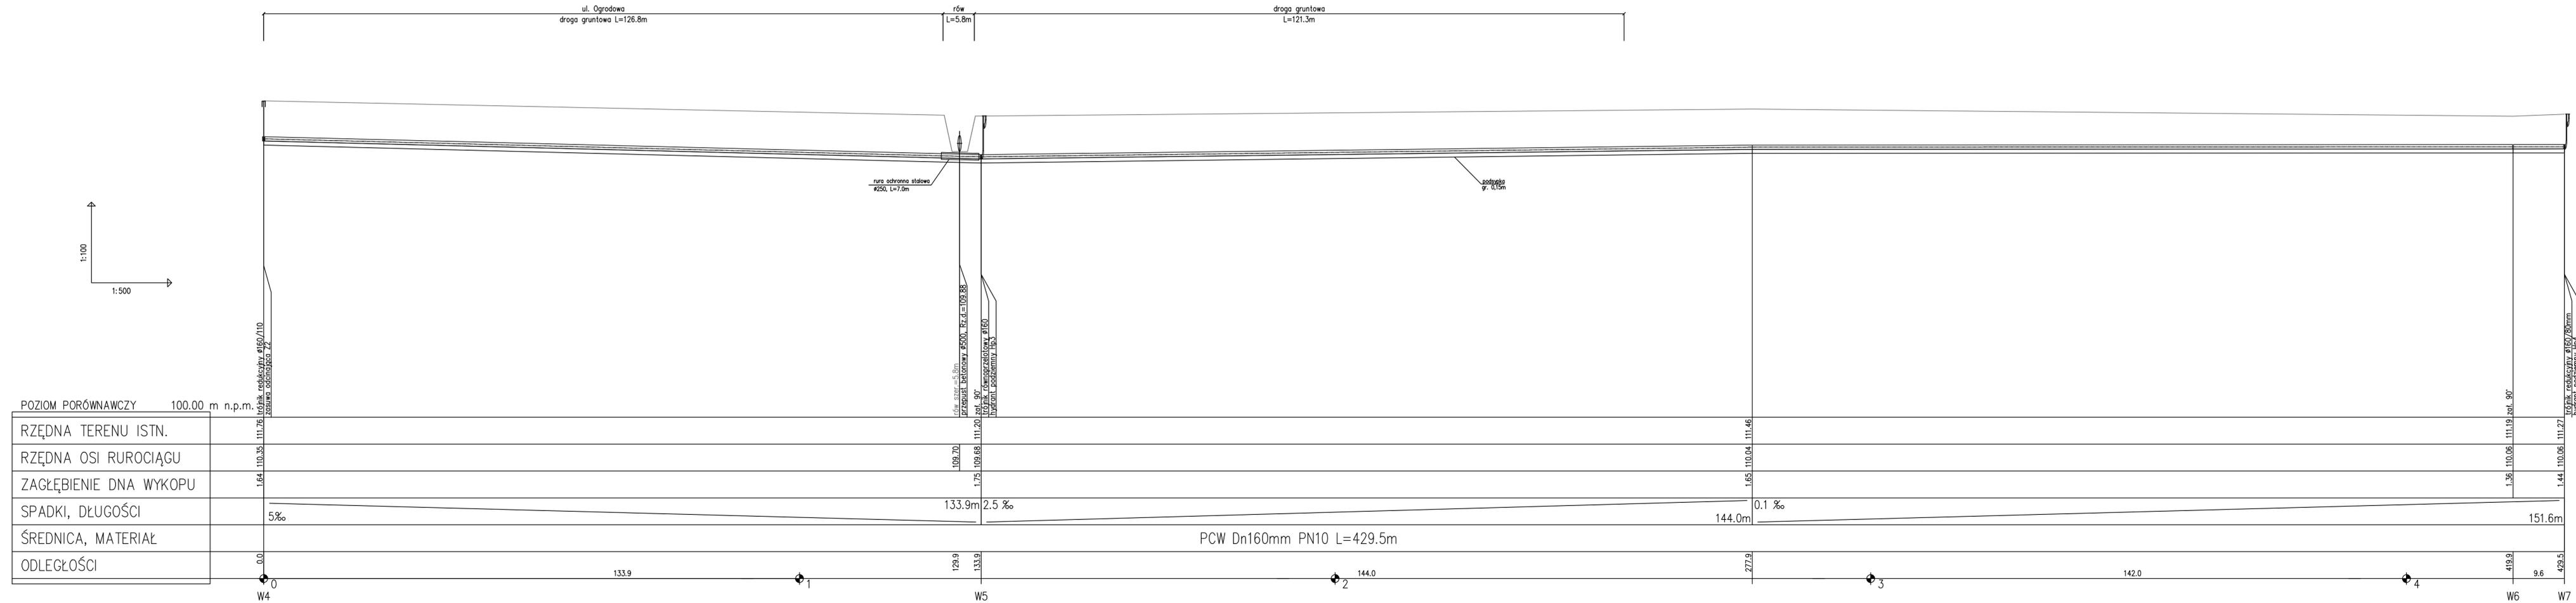 ul. Ogrodowa
droga gruntowa L=126.8m
rów
L=5.8m
droga gruntowa
L=121.3m
rura ochronna stalowa
ø250, L=7.0m
podsypka
gr. 0,15m
1:100
1:500
trójnik redukcyjny ø160/110
zasuwa odcinająca Z2
rów szer.=5.8m
przepust betonowy ø500, Rz.d.=109.88
zał. 90°
trójnik równoprzelotowy ø160
hydrant podziemny Hp3
zał. 90°
trójnik redukcyjny ø160/80mm
POZIOM PORÓWNAWCZY 100.00 m n.p.m.
RZĘDNA TERENU ISTN. 111.76 111.20 111.46 111.19 111.27
RZĘDNA OSI RUROCIĄGU 110.35 109.70 109.68 110.04 110.06 110.06
ZAGŁĘBIENIE DNA WYKOPU 1.64 1.75 1.65 1.36 1.44
SPADKI, DŁUGOŚCI 5‰ 133.9m 2.5 ‰ 144.0m 0.1 ‰ 151.6m
ŚREDNICA, MATERIAŁ PCW Dn160mm PN10 L=429.5m
ODLEGŁOŚCI 0.0 129.9 133.9 277.9 419.9 429.5
133.9 144.0 142.0 9.6
0 1 2 3 4
W4 W5 W6 W7